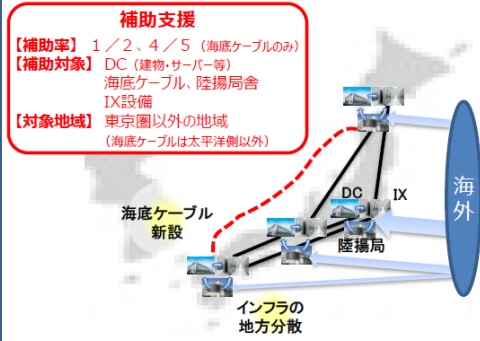 補助支援
【補助率】 1/2、4/5(海底ケーブルのみ)
【補助対象】 DC(建物・サーバー等)
海底ケーブル、陸揚局舎
IX設備
【対象地域】 東京圏以外の地域
(海底ケーブルは太平洋側以外)
海底ケーブル
新設
DC
IX
陸揚局
海外
インフラの
地方分散